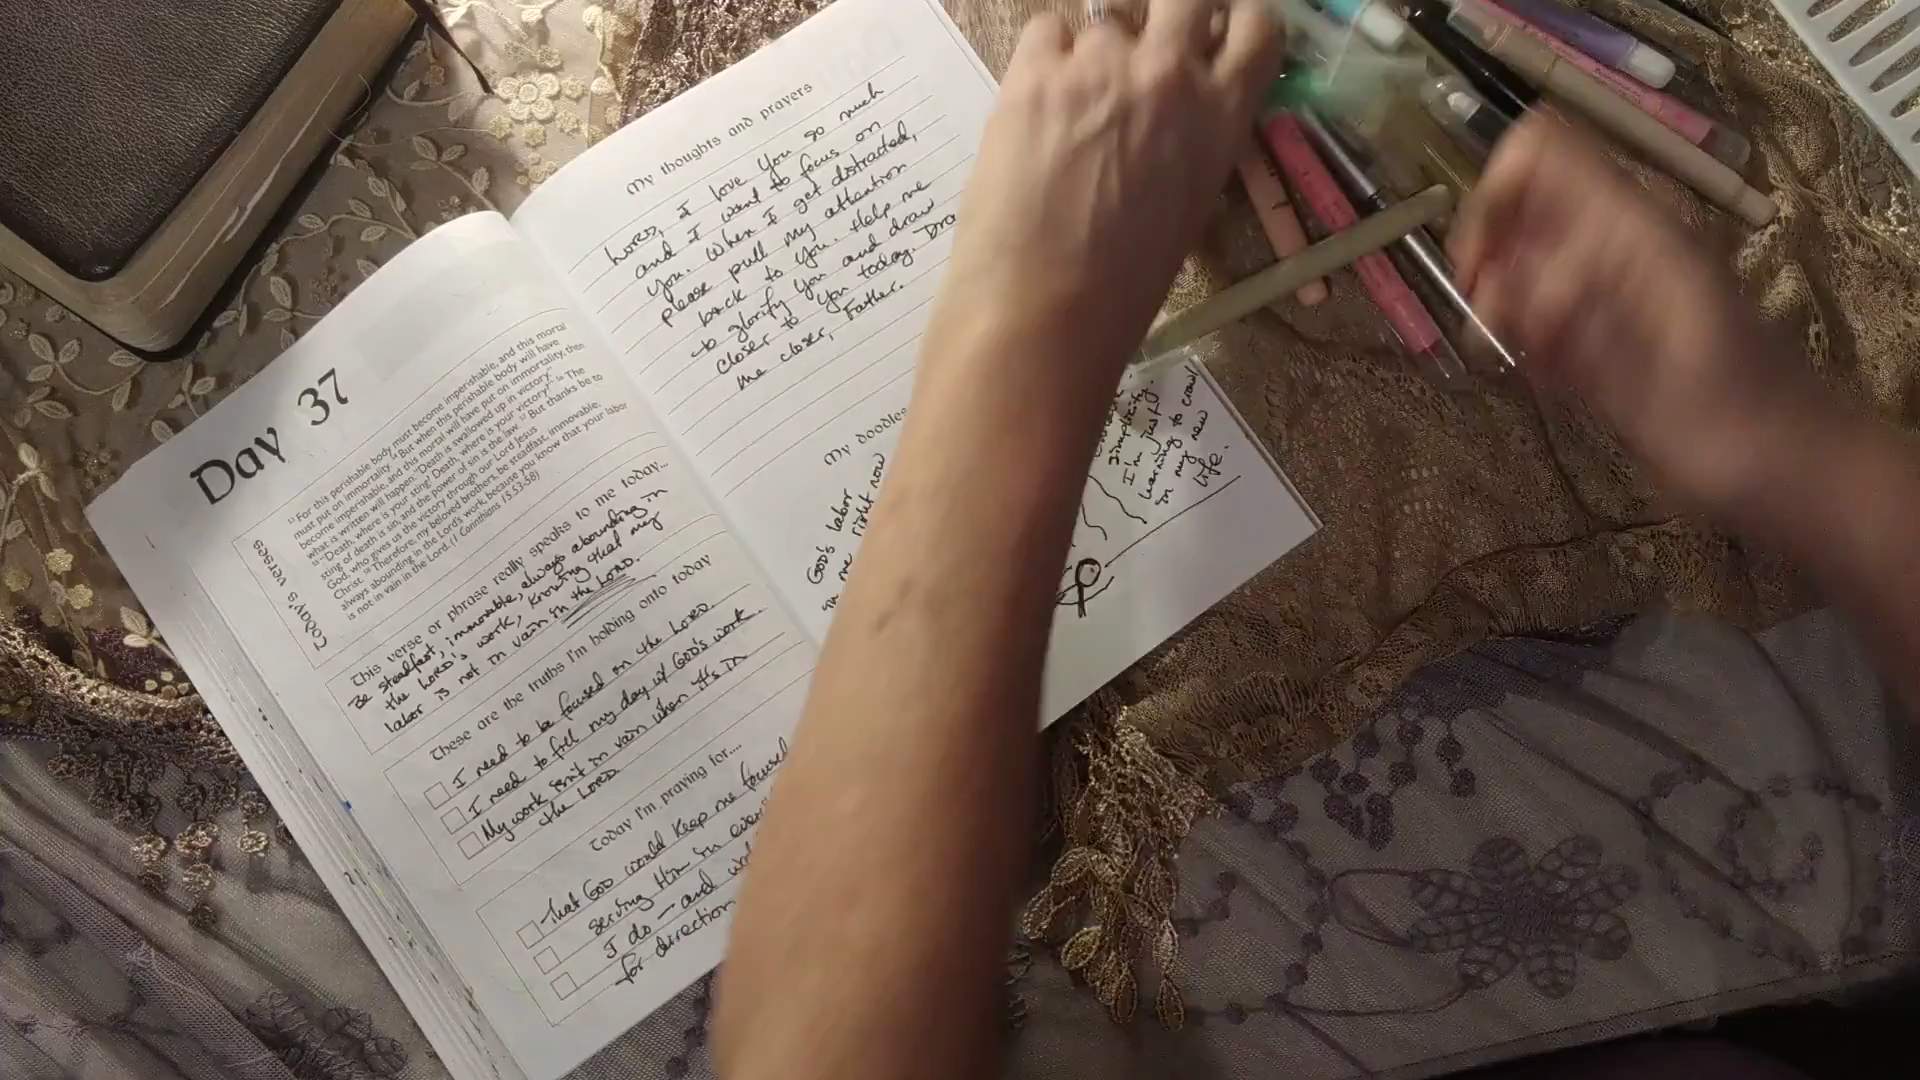 Day 37
Today's verses
53 For this perishable body must become imperishable, and this mortal
must put on immortality. 54 But when this perishable body will have
become imperishable, and this mortal will have put on immortality, then
what is written will happen: "Death is swallowed up in victory."
55 "Death, where is your sting? Death, where is your victory?" 56 The
sting of death is sin, and the power of sin is the law. 57 But thanks be to
God, who gives us the victory through our Lord Jesus
Christ. 58 Therefore, my beloved brothers, be steadfast, immovable,
always abounding in the Lord's work, because you know that your labor
is not in vain in the Lord. (1 Corinthians 15:53-58)
This verse or phrase really speaks to me today...
Be steadfast, immovable, always abounding in
the LORD's work, knowing that my
labor is not in vain in the LORD.
These are the truths I'm holding onto today
I need to be focused on the LORD.
I need to fill my day w/ GOD's work.
My work isn't in vain when it's in
the LORD
Today I'm praying for....
That GOD would keep me focused
serving Him in
I do - and
for direction
My thoughts and prayers
LORD, I love You so much
and I want to focus on
you. When I get distracted,
please pull my attention
back to You. Help me
to glorify You and draw
closer to You today.
me closer, Father.
My doodles
GOD's labor
in me right now
simplicity.
I'm just
learning to crawl
in my new
life.